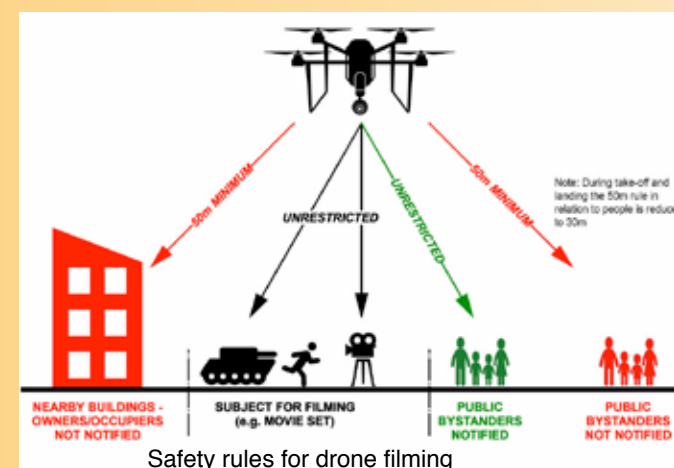 50m MINIMUM
UNRESTRICTED
UNRESTRICTED
50m MINIMUM
Note: During take-off and
landing the 50m rule in
relation to people is reduce
to 30m
NEARBY BUILDINGS -
OWNERS/OCCUPIERS
NOT NOTIFIED
SUBJECT FOR FILMING
(e.g. MOVIE SET)
PUBLIC
BYSTANDERS
NOTIFIED
PUBLIC
BYSTANDERS
NOT NOTIFIED
Safety rules for drone filming